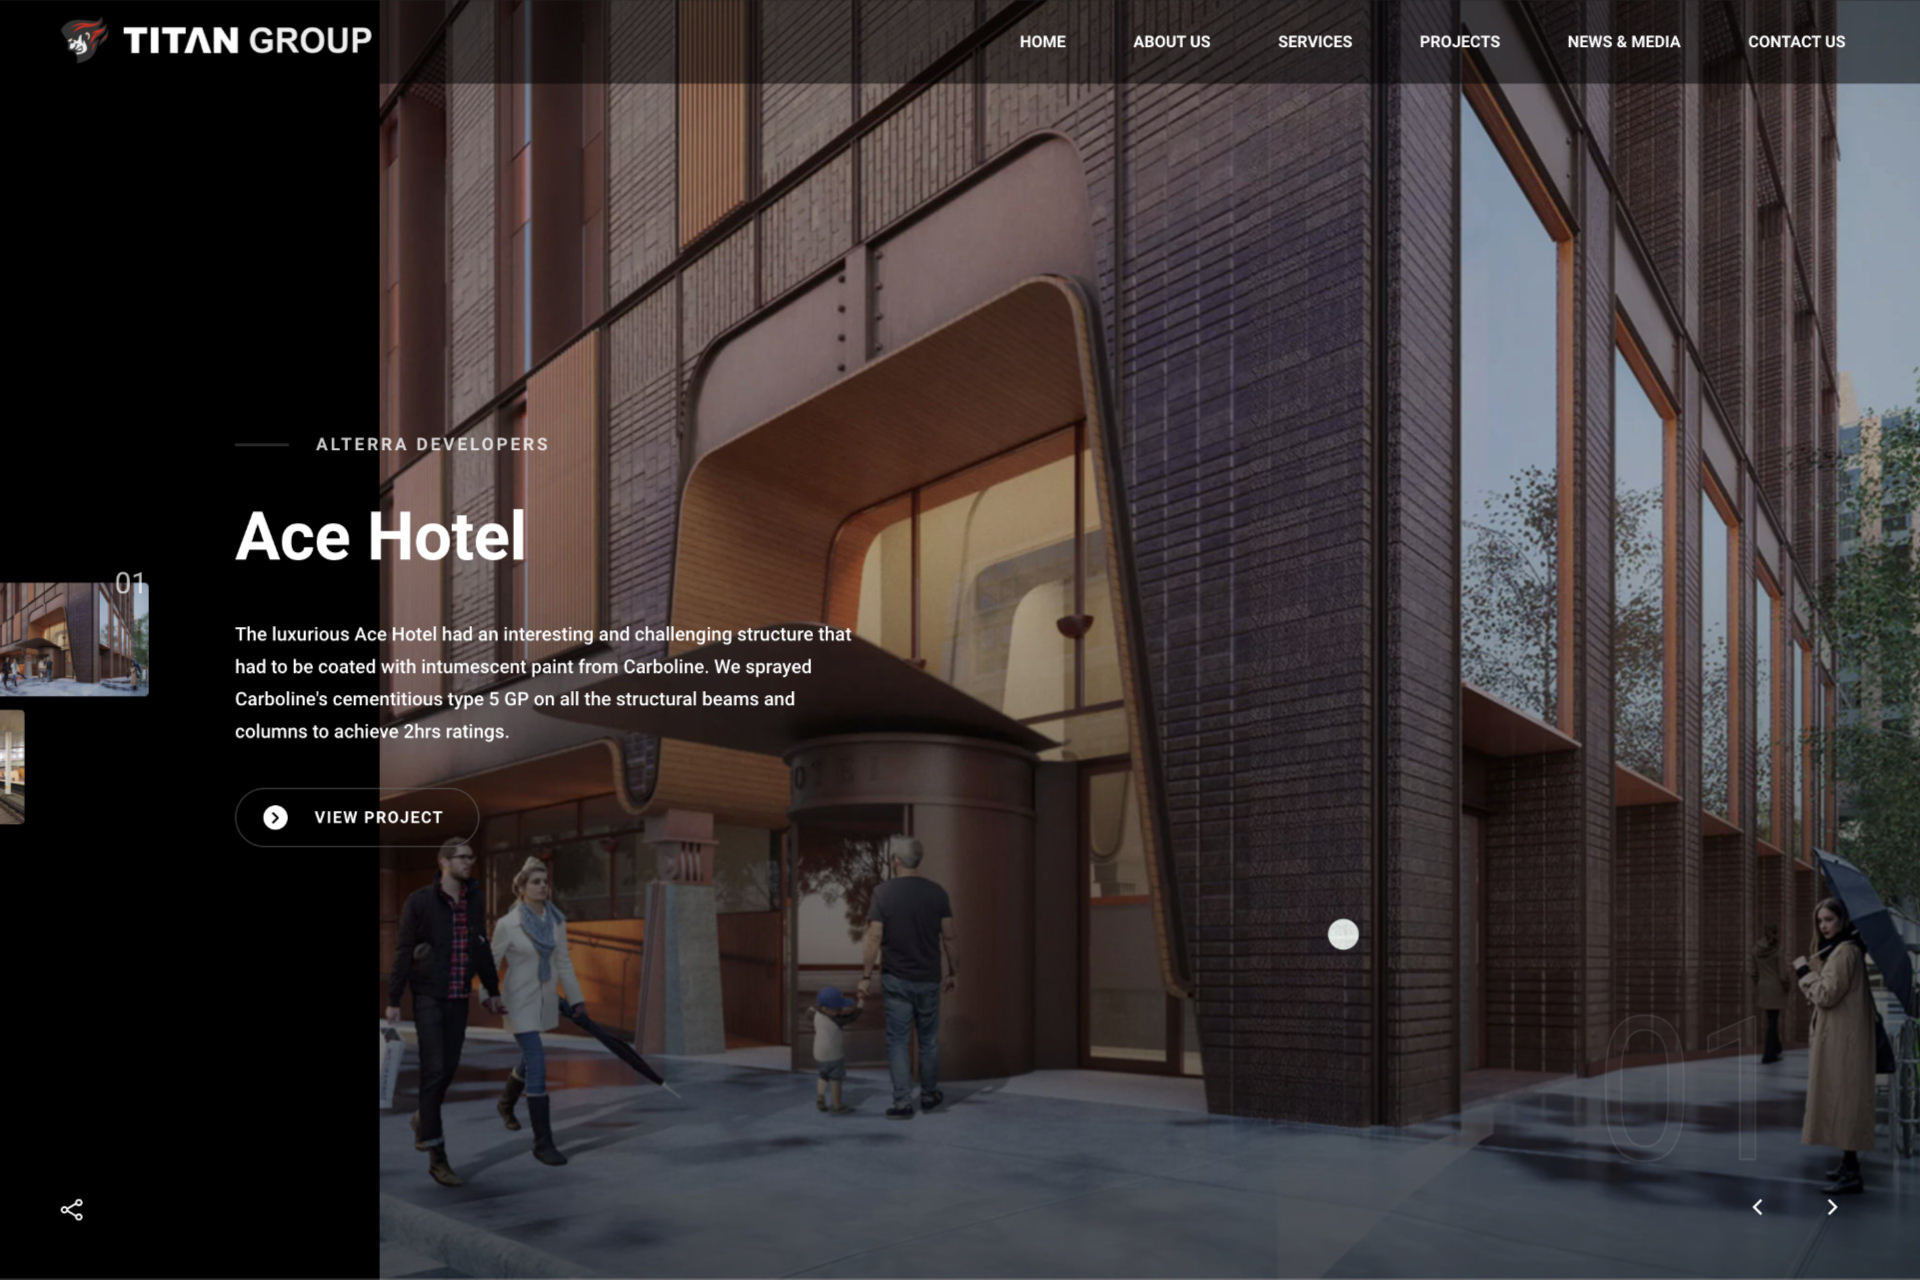 TITAN GROUP
HOME
ABOUT US
SERVICES
PROJECTS
NEWS & MEDIA
CONTACT US
ALTERRA DEVELOPERS
Ace Hotel
01
The luxurious Ace Hotel had an interesting and challenging structure that
had to be coated with intumescent paint from Carboline. We sprayed
Carboline's cementitious type 5 GP on all the structural beams and
columns to achieve 2hrs ratings.
VIEW PROJECT
01